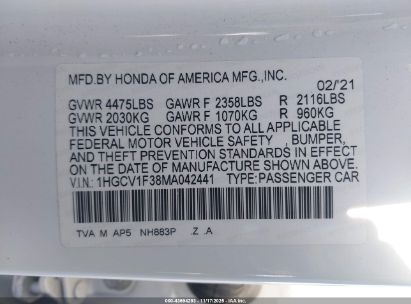 MFD.BY HONDA OF AMERICA MFG.,INC.
02/'21
GVWR 4475LBS GAWR F 2358LBS R 2116LBS
GVWR 2030KG GAWR F 1070KG R 960KG
THIS VEHICLE CONFORMS TO ALL APPLICABLE
FEDERAL MOTOR VEHICLE SAFETY , BUMPER,
AND THEFT PREVENTION STANDARDS IN EFFECT
ON THE DATE OF MANUFACTURE SHOWN ABOVE.
V.I.N: 1HGCV1F38MA042441 TYPE:PASSENGER CAR
TVA M AP5 NH883P .Z .A